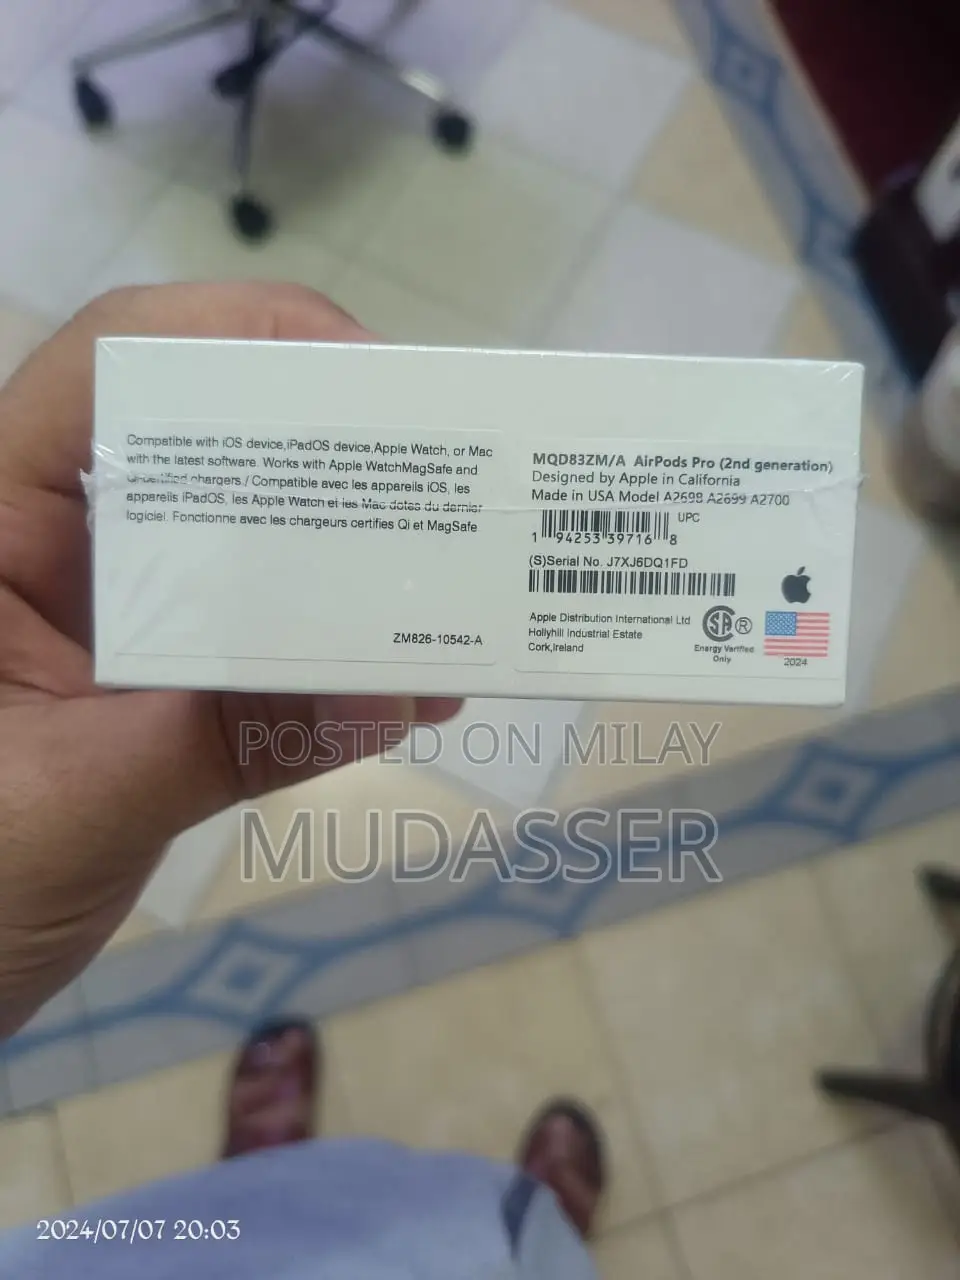 Compatible with iOS device,iPadOS device,Apple Watch, or Mac
with the latest software. Works with Apple WatchMagSafe and
Qi-certified chargers./ Compatible avec les appareils iOS, les
appareils iPadOS, les Apple Watch et les Mac dotes du dernier
logiciel. Fonctionne avec les chargeurs certifies Qi et MagSafe
ZM826-10542-A
MQD83ZM/A AirPods Pro (2nd generation)
Designed by Apple in California
Made in USA Model A2698 A2699 A2700
UPC
1 94253 39716 8
(S)Serial No. J7XJ6DQ1FD
Apple Distribution International Ltd
Hollyhill Industrial Estate
Cork,Ireland
SA ®
Energy Verified
Only
2024
POSTED ON MILAY
MUDASSER
2024/07/07 20:03